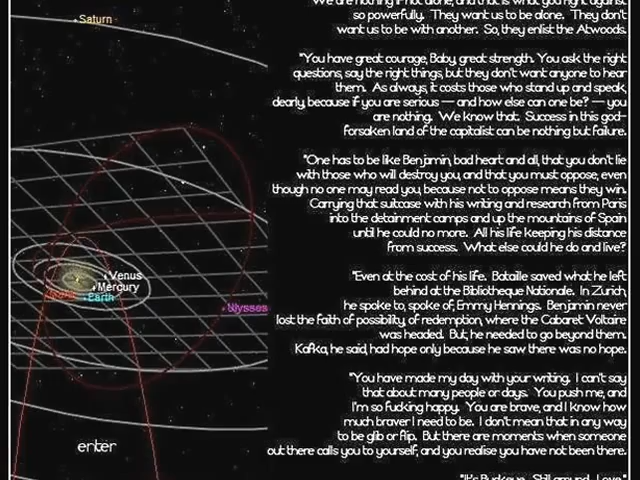 Saturn
Venus
Mercury
Earth
Ulysses
enter
We are nothing if not alone, and that is what you fight against
so powerfully. They want us to be alone. They don't
want us to be with another. So, they enlist the Atwoods.
"You have great courage, Baby, great strength. You ask the right
questions, say the right things, but they don't want anyone to hear
them. As always, it costs those who stand up and speak,
dearly, because if you are serious — and how else can one be? — you
are nothing. We know that. Success in this god-
forsaken land of the capitalist can be nothing but failure.
"One has to be like Benjamin, bad heart and all, that you don't lie
with those who will destroy you, and that you must oppose, even
though no one may read you, because not to oppose means they win.
Carrying that suitcase with his writing and research from Paris
into the detainment camps and up the mountains of Spain
until he could no more. All his life keeping his distance
from success. What else could he do and live?
"Even at the cost of his life. Bataille saved what he left
behind at the Bibliotheque Nationale. In Zurich,
he spoke to, spoke of, Emmy Hennings. Benjamin never
lost the faith of possibility, of redemption, where the Cabaret Voltaire
was headed. But, he needed to go beyond them.
Kafka, he said, had hope only because he saw there was no hope.
"You have made my day with your writing. I can't say
that about many people or days. You push me, and
I'm so fucking happy. You are brave, and I know how
much braver I need to be. I don't mean that in any way
to be glib or flip. But there are moments when someone
out there calls you to yourself, and you realise you have not been there.
"It's Still around. Love."